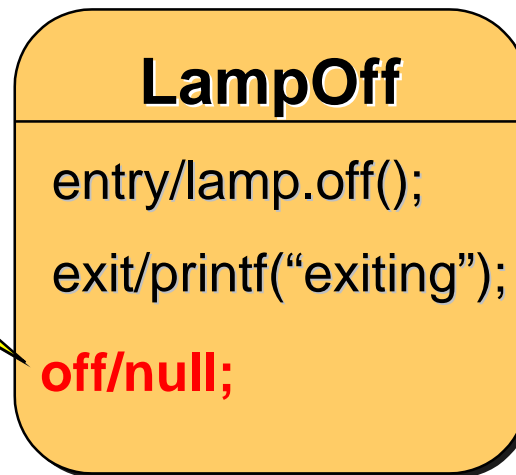 LampOff
entry/lamp.off();
exit/printf(“exiting”);
off/null;